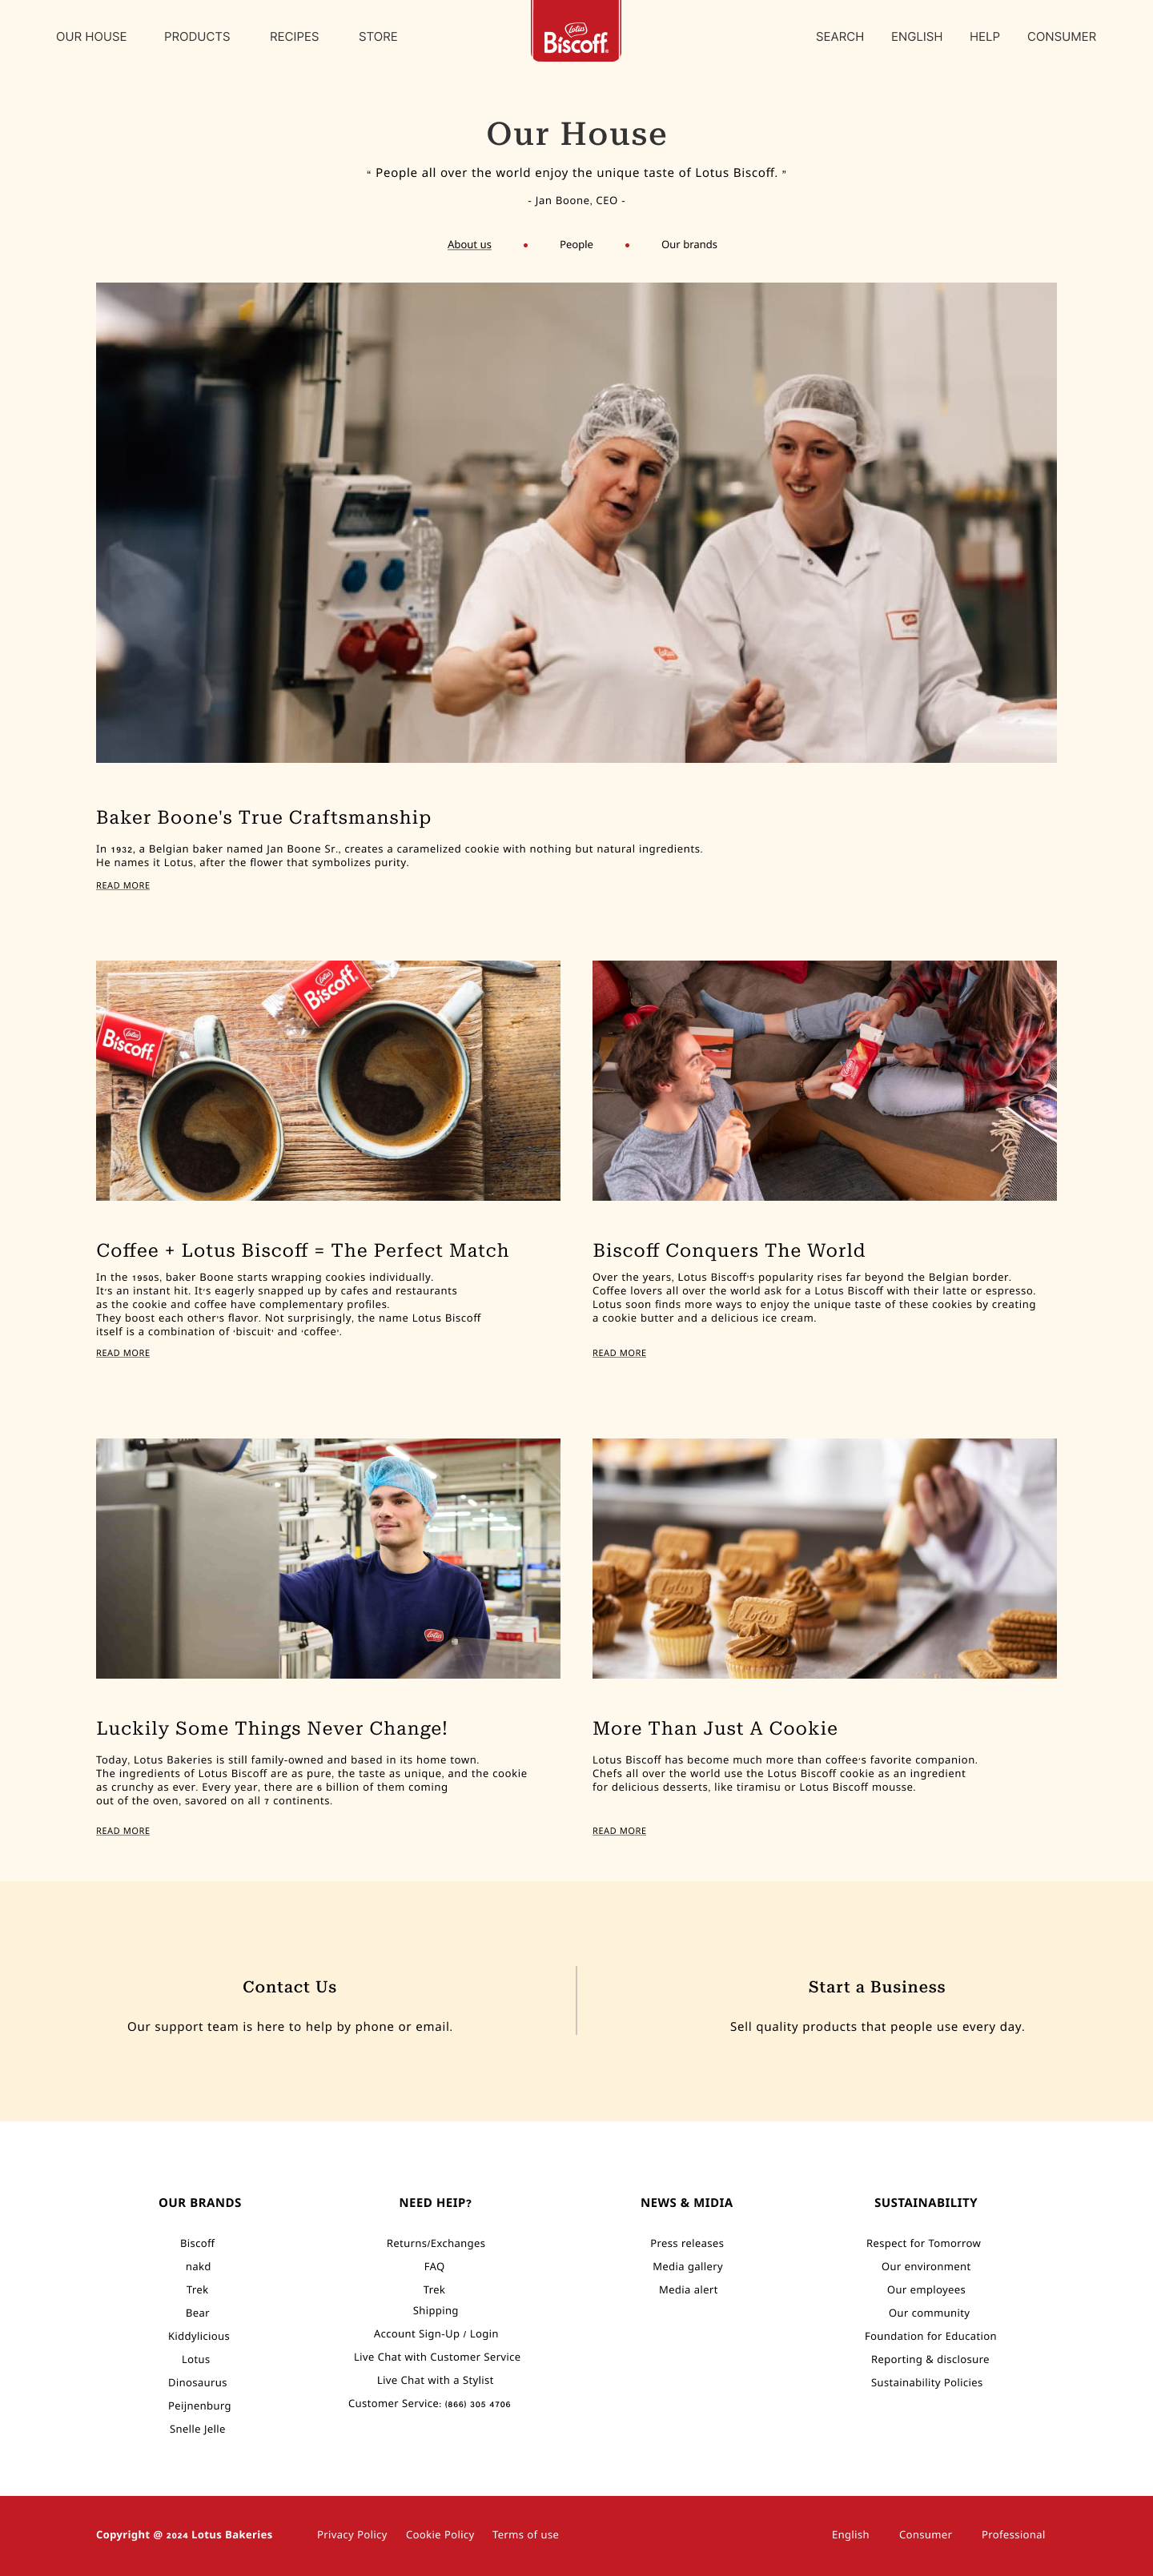 OUR HOUSE PRODUCTS RECIPES STORE Lotus Biscoff SEARCH ENGLISH HELP CONSUMER
Our House
“ People all over the world enjoy the unique taste of Lotus Biscoff. ”
- Jan Boone, CEO -
About us • People • Our brands
Lotus
Baker Boone's True Craftsmanship
In 1932, a Belgian baker named Jan Boone Sr., creates a caramelized cookie with nothing but natural ingredients.
He names it Lotus, after the flower that symbolizes purity.
READ MORE
Lotus Biscoff
Lotus Biscoff
Lotus
Coffee + Lotus Biscoff = The Perfect Match
In the 1950s, baker Boone starts wrapping cookies individually.
It's an instant hit. It's eagerly snapped up by cafes and restaurants
as the cookie and coffee have complementary profiles.
They boost each other's flavor. Not surprisingly, the name Lotus Biscoff
itself is a combination of 'biscuit' and 'coffee'.
READ MORE
Biscoff Conquers The World
Over the years, Lotus Biscoff's popularity rises far beyond the Belgian border.
Coffee lovers all over the world ask for a Lotus Biscoff with their latte or espresso.
Lotus soon finds more ways to enjoy the unique taste of these cookies by creating
a cookie butter and a delicious ice cream.
READ MORE
Lotus
Lotus
Lotus
Luckily Some Things Never Change!
Today, Lotus Bakeries is still family-owned and based in its home town.
The ingredients of Lotus Biscoff are as pure, the taste as unique, and the cookie
as crunchy as ever. Every year, there are 6 billion of them coming
out of the oven, savored on all 7 continents.
READ MORE
More Than Just A Cookie
Lotus Biscoff has become much more than coffee's favorite companion.
Chefs all over the world use the Lotus Biscoff cookie as an ingredient
for delicious desserts, like tiramisu or Lotus Biscoff mousse.
READ MORE
Contact Us
Our support team is here to help by phone or email.
Start a Business
Sell quality products that people use every day.
OUR BRANDS
Biscoff
nakd
Trek
Bear
Kiddylicious
Lotus
Dinosaurus
Peijnenburg
Snelle Jelle
NEED HEIP?
Returns/Exchanges
FAQ
Trek
Shipping
Account Sign-Up / Login
Live Chat with Customer Service
Live Chat with a Stylist
Customer Service: (866) 305 4706
NEWS & MIDIA
Press releases
Media gallery
Media alert
SUSTAINABILITY
Respect for Tomorrow
Our environment
Our employees
Our community
Foundation for Education
Reporting & disclosure
Sustainability Policies
Copyright @ 2024 Lotus Bakeries Privacy Policy Cookie Policy Terms of use English Consumer Professional